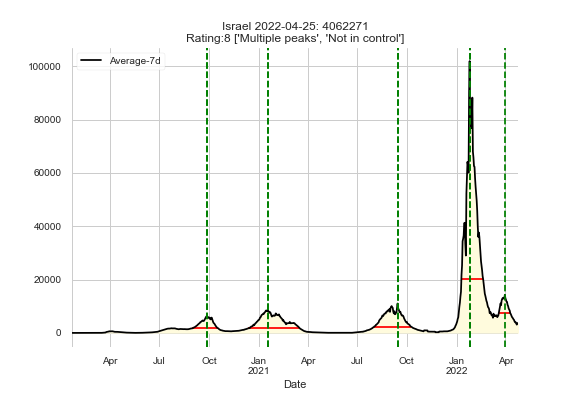 Israel 2022-04-25: 4062271
Rating:8 ['Multiple peaks', 'Not in control']
Average-7d
100000
80000
60000
40000
20000
0
Apr Jul Oct Jan Apr Jul Oct Jan Apr
2021 2022
Date